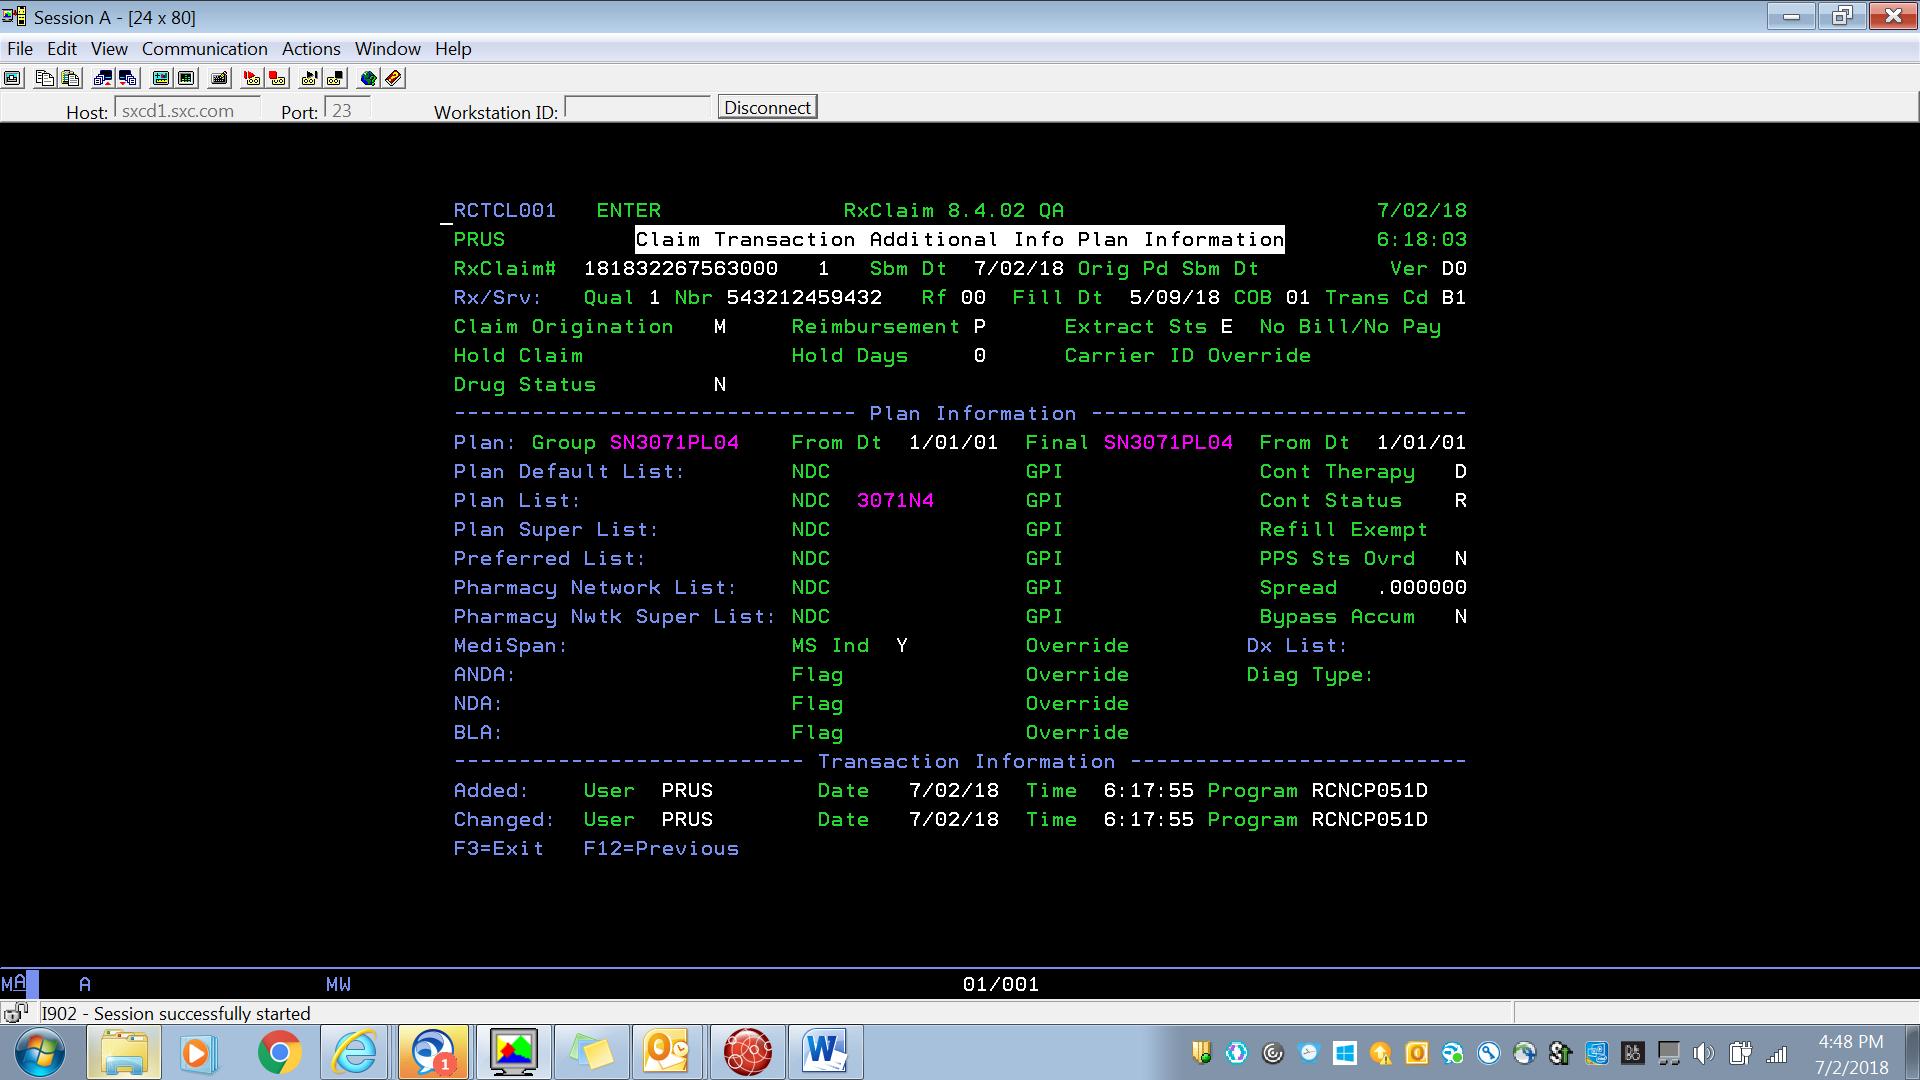 Session A - [24 x 80]
File Edit View Communication Actions Window Help
Host: sxcd1.sxc.com Port: 23 Workstation ID: Disconnect
RCTCL001 ENTER RxClaim 8.4.02 QA 7/02/18
PRUS Claim Transaction Additional Info Plan Information 6:18:03
RxClaim# 181832267563000 1 Sbm Dt 7/02/18 Orig Pd Sbm Dt Ver D0
Rx/Srv: Qual 1 Nbr 543212459432 Rf 00 Fill Dt 5/09/18 COB 01 Trans Cd B1
Claim Origination M Reimbursement P Extract Sts E No Bill/No Pay
Hold Claim Hold Days 0 Carrier ID Override
Drug Status N
------------------------------- Plan Information -----------------------------
Plan: Group SN3071PL04 From Dt 1/01/01 Final SN3071PL04 From Dt 1/01/01
Plan Default List: NDC GPI Cont Therapy D
Plan List: NDC 3071N4 GPI Cont Status R
Plan Super List: NDC GPI Refill Exempt
Preferred List: NDC GPI PPS Sts Ovrd N
Pharmacy Network List: NDC GPI Spread .000000
Pharmacy Nwtk Super List: NDC GPI Bypass Accum N
MediSpan: MS Ind Y Override Dx List:
ANDA: Flag Override Diag Type:
NDA: Flag Override
BLA: Flag Override
--------------------------- Transaction Information --------------------------
Added: User PRUS Date 7/02/18 Time 6:17:55 Program RCNCP051D
Changed: User PRUS Date 7/02/18 Time 6:17:55 Program RCNCP051D
F3=Exit F12=Previous
MA A MW 01/001
I902 - Session successfully started
1
4:48 PM
7/2/2018